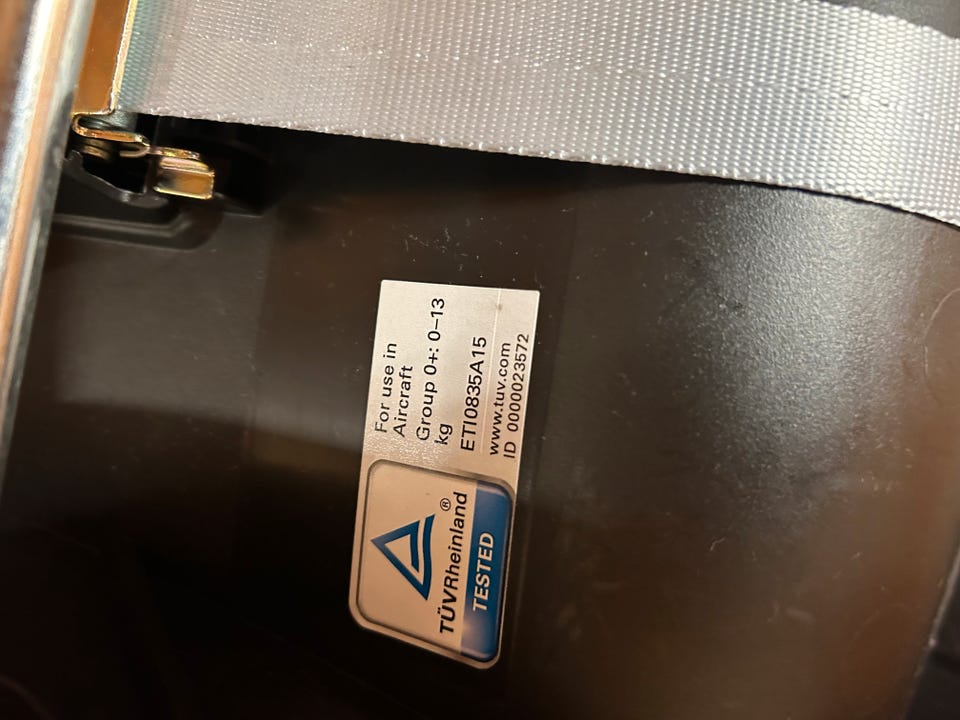 TÜVRheinland®
TESTED
For use in
Aircraft
Group 0+: 0–13
kg
ETI0835A15
www.tuv.com
ID 0000023572